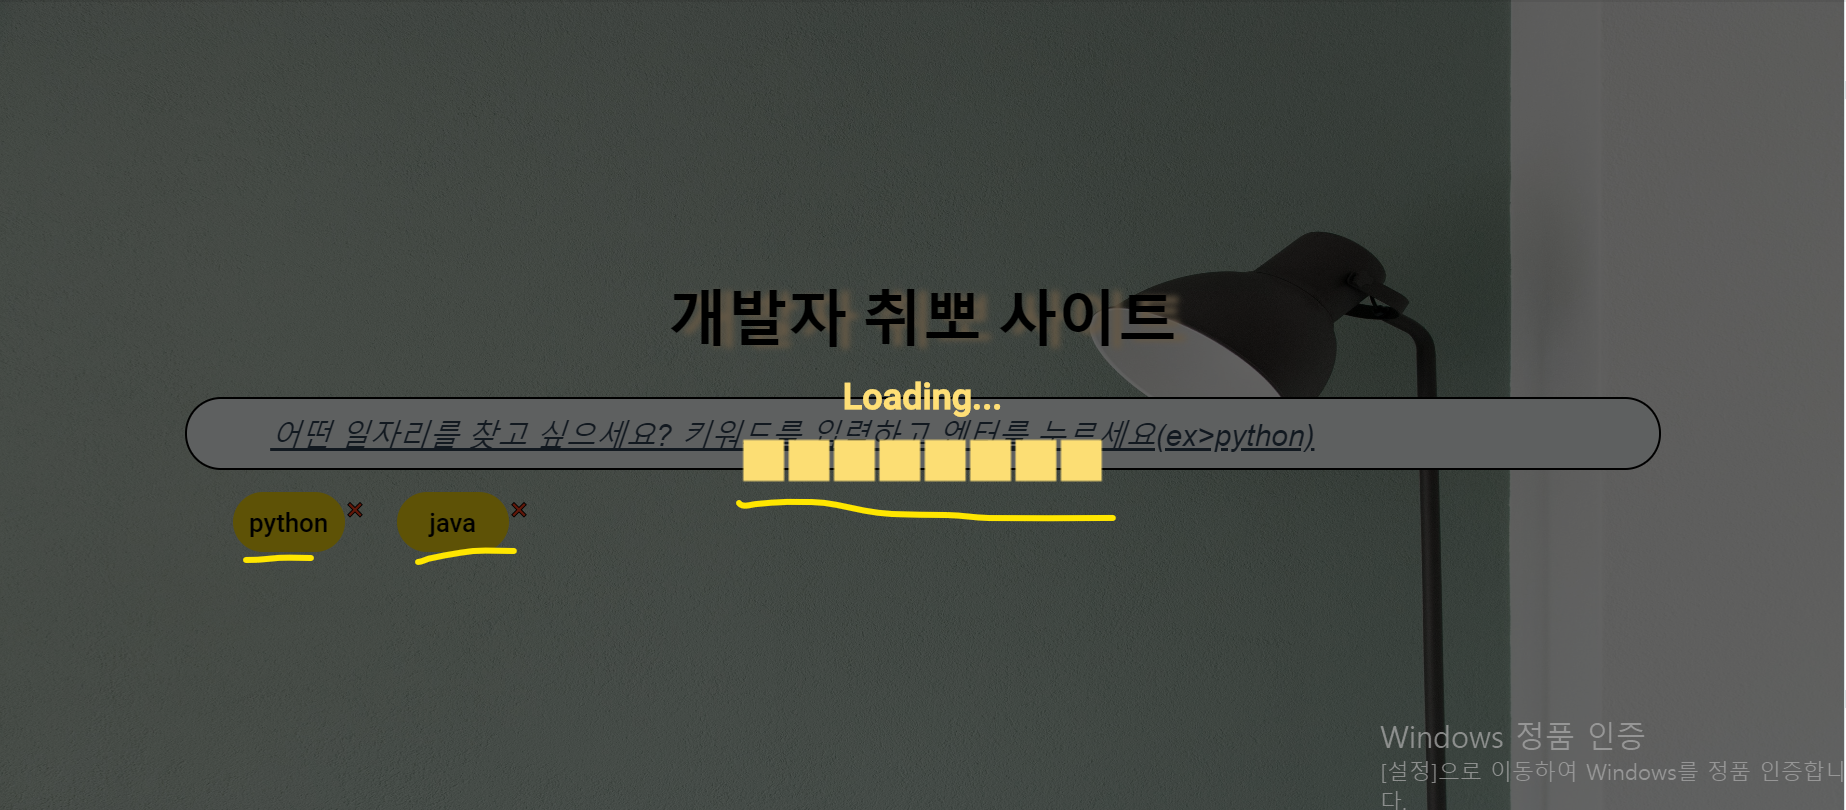 개발자 취뽀 사이트
Loading...
어떤 일자리를 찾고 싶으세요? 키워드를 입력하고 엔터를 누르세요(ex>python)
python
java
Windows 정품 인증
[설정]으로 이동하여 Windows를 정품 인증합니
다.